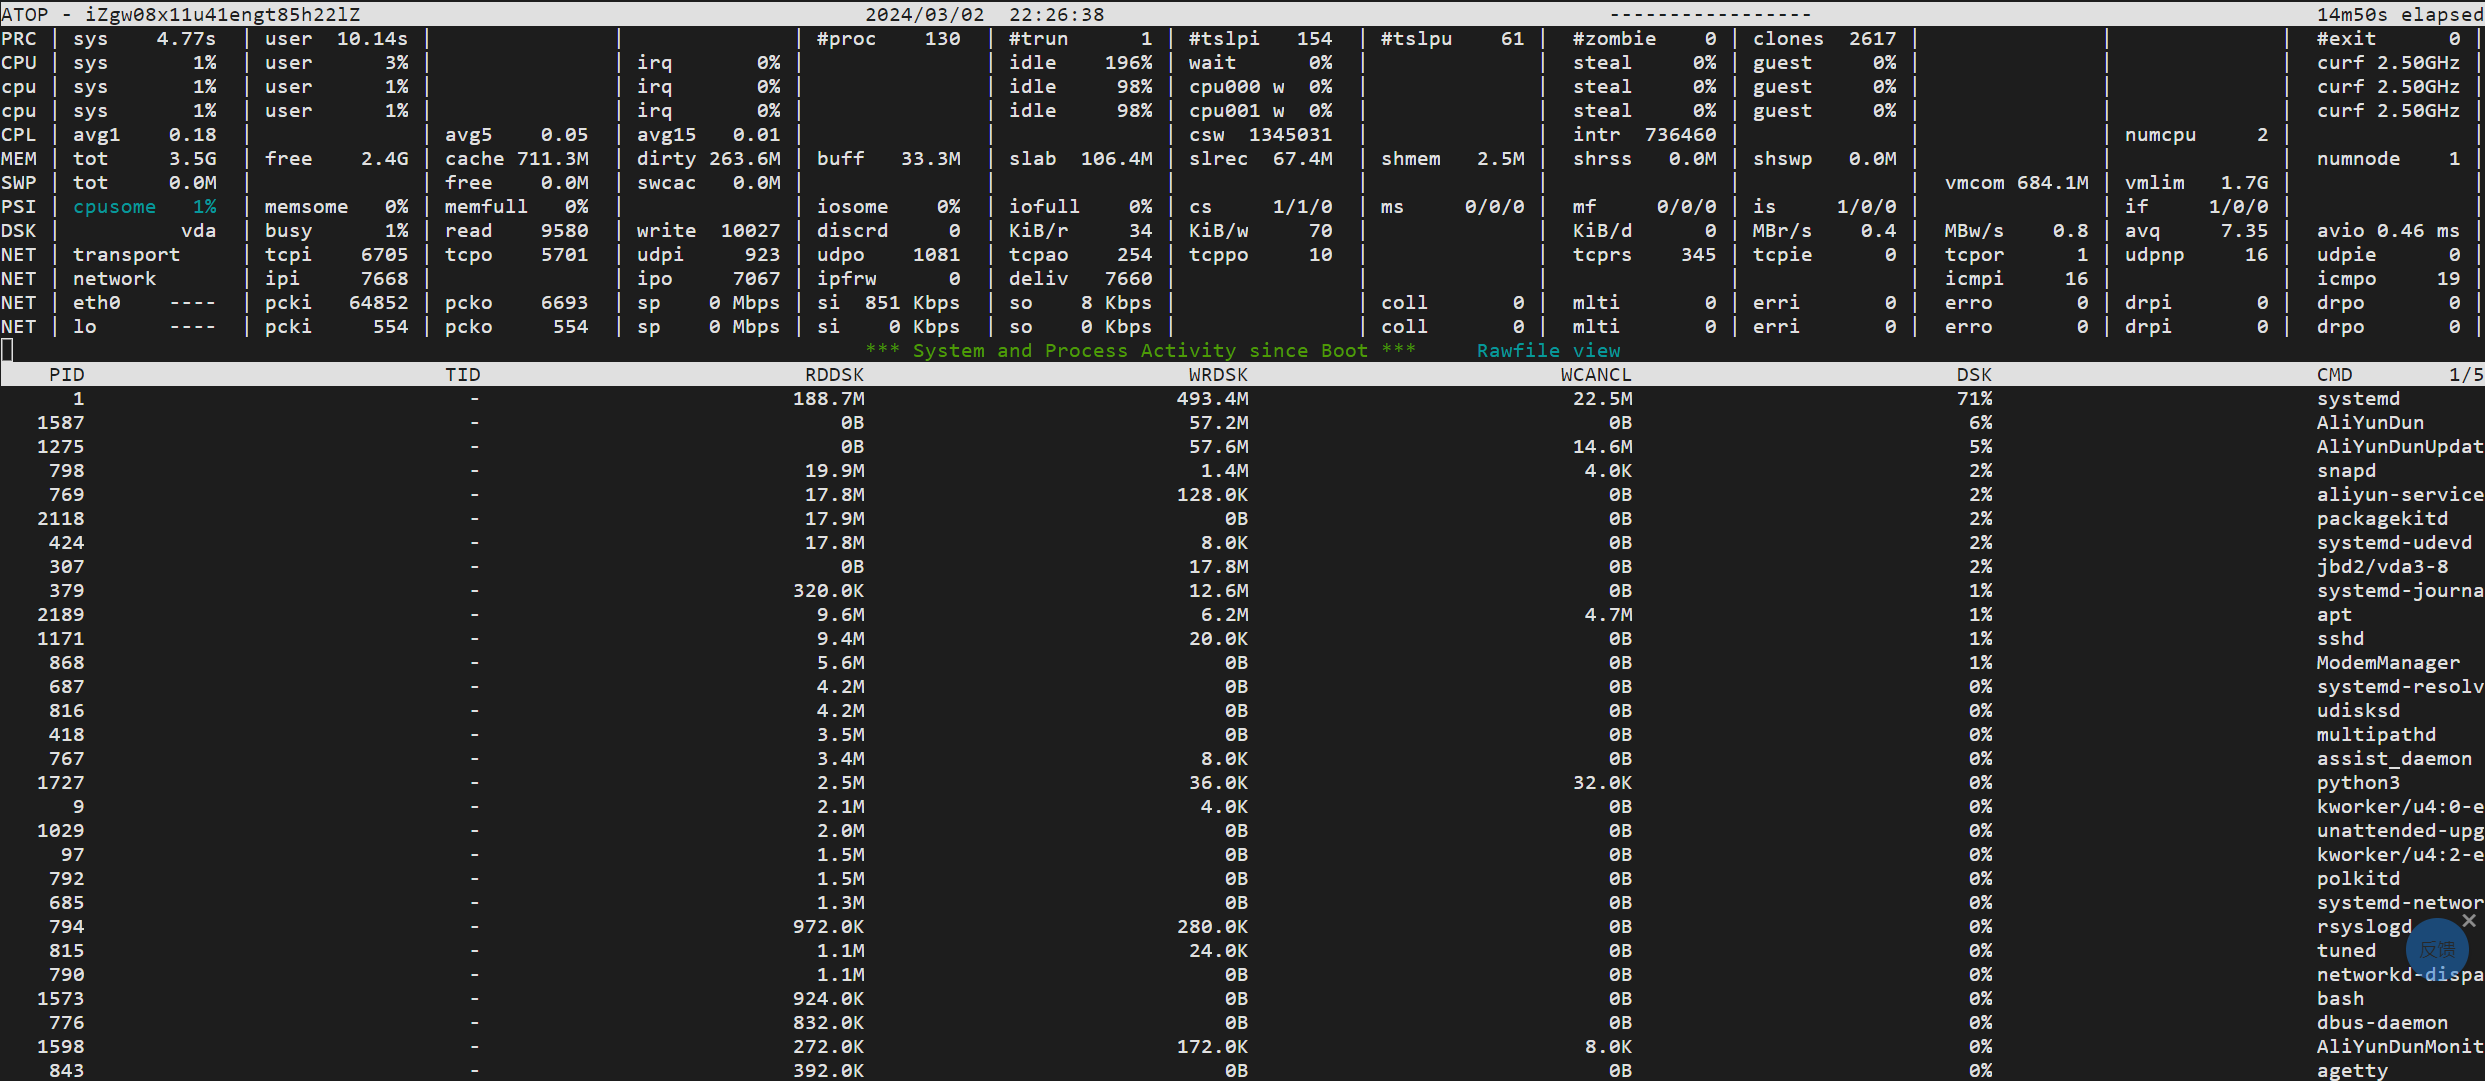 ATOP - iZgw08x11u41engt85h22lZ 2024/03/02 22:26:38 ----------------- 14m50s elapsed
PRC | sys 4.77s | user 10.14s | | | #proc 130 | #trun 1 | #tslpi 154 | #tslpu 61 | #zombie 0 | clones 2617 | | | #exit 0 |
CPU | sys 1% | user 3% | | irq 0% | | idle 196% | wait 0% | | steal 0% | guest 0% | | | curf 2.50GHz |
cpu | sys 1% | user 1% | | irq 0% | | idle 98% | cpu000 w 0% | | steal 0% | guest 0% | | | curf 2.50GHz |
cpu | sys 1% | user 1% | | irq 0% | | idle 98% | cpu001 w 0% | | steal 0% | guest 0% | | | curf 2.50GHz |
CPL | avg1 0.18 | | avg5 0.05 | avg15 0.01 | | | csw 1345031 | | intr 736460 | | | numcpu 2 | |
MEM | tot 3.5G | free 2.4G | cache 711.3M | dirty 263.6M | buff 33.3M | slab 106.4M | slrec 67.4M | shmem 2.5M | shrss 0.0M | shswp 0.0M | | | numnode 1 |
SWP | tot 0.0M | | free 0.0M | swcac 0.0M | | | | | | | vmcom 684.1M | vmlim 1.7G | |
PSI | cpusome 1% | memsome 0% | memfull 0% | | iosome 0% | iofull 0% | cs 1/1/0 | ms 0/0/0 | mf 0/0/0 | is 1/0/0 | | if 1/0/0 | |
DSK | vda | busy 1% | read 9580 | write 10027 | discrd 0 | KiB/r 34 | KiB/w 70 | | KiB/d 0 | MBr/s 0.4 | MBw/s 0.8 | avq 7.35 | avio 0.46 ms |
NET | transport | tcpi 6705 | tcpo 5701 | udpi 923 | udpo 1081 | tcpao 254 | tcppo 10 | | tcprs 345 | tcpie 0 | tcpor 1 | udpnp 16 | udpie 0 |
NET | network | ipi 7668 | | ipo 7067 | ipfrw 0 | deliv 7660 | | | | | icmpi 16 | | icmpo 19 |
NET | eth0 ---- | pcki 64852 | pcko 6693 | sp 0 Mbps | si 851 Kbps | so 8 Kbps | | coll 0 | mlti 0 | erri 0 | erro 0 | drpi 0 | drpo 0 |
NET | lo ---- | pcki 554 | pcko 554 | sp 0 Mbps | si 0 Kbps | so 0 Kbps | | coll 0 | mlti 0 | erri 0 | erro 0 | drpi 0 | drpo 0 |
*** System and Process Activity since Boot *** Rawfile view
PID TID RDDSK WRDSK WCANCL DSK CMD 1/5
1 - 188.7M 493.4M 22.5M 71% systemd
1587 - 0B 57.2M 0B 6% AliYunDun
1275 - 0B 57.6M 14.6M 5% AliYunDunUpdat
798 - 19.9M 1.4M 4.0K 2% snapd
769 - 17.8M 128.0K 0B 2% aliyun-service
2118 - 17.9M 0B 0B 2% packagekitd
424 - 17.8M 8.0K 0B 2% systemd-udevd
307 - 0B 17.8M 0B 2% jbd2/vda3-8
379 - 320.0K 12.6M 0B 1% systemd-journa
2189 - 9.6M 6.2M 4.7M 1% apt
1171 - 9.4M 20.0K 0B 1% sshd
868 - 5.6M 0B 0B 1% ModemManager
687 - 4.2M 0B 0B 0% systemd-resolv
816 - 4.2M 0B 0B 0% udisksd
418 - 3.5M 0B 0B 0% multipathd
767 - 3.4M 8.0K 0B 0% assist_daemon
1727 - 2.5M 36.0K 32.0K 0% python3
9 - 2.1M 4.0K 0B 0% kworker/u4:0-e
1029 - 2.0M 0B 0B 0% unattended-upg
97 - 1.5M 0B 0B 0% kworker/u4:2-e
792 - 1.5M 0B 0B 0% polkitd
685 - 1.3M 0B 0B 0% systemd-networ
794 - 972.0K 280.0K 0B 0% rsyslogd
815 - 1.1M 24.0K 0B 0% tuned 反馈
790 - 1.1M 0B 0B 0% networkd-dispa
1573 - 924.0K 0B 0B 0% bash
776 - 832.0K 0B 0B 0% dbus-daemon
1598 - 272.0K 172.0K 8.0K 0% AliYunDunMonit
843 - 392.0K 0B 0B 0% agetty